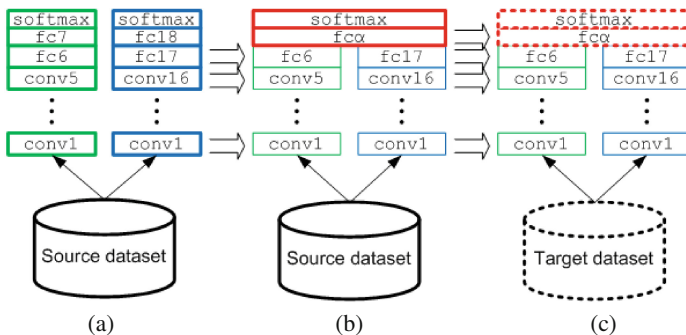 softmax
fc7
fc6
conv5
conv1
softmax
fc18
fc17
conv16
conv1
Source dataset
(a)
softmax
fcα
fc6
conv5
conv1
fc17
conv16
conv1
Source dataset
(b)
softmax
fcα
fc6
conv5
conv1
fc17
conv16
conv1
Target dataset
(c)